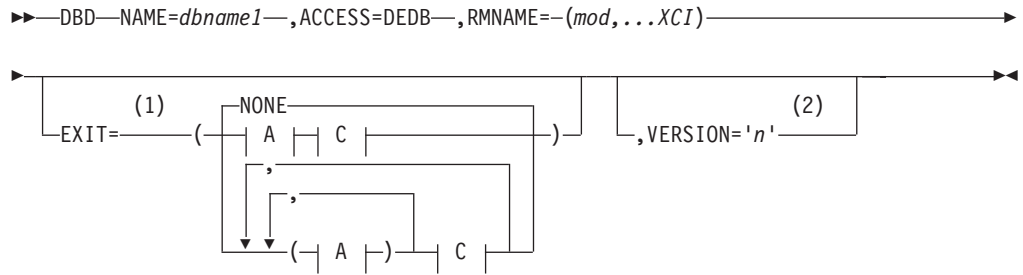 DBD NAME=dbname1 ,ACCESS=DEDB ,RMNAME= (mod,...XCI)
(1) NONE (2)
EXIT= ( A C ) ,VERSION='n'
,
,
( A ) C